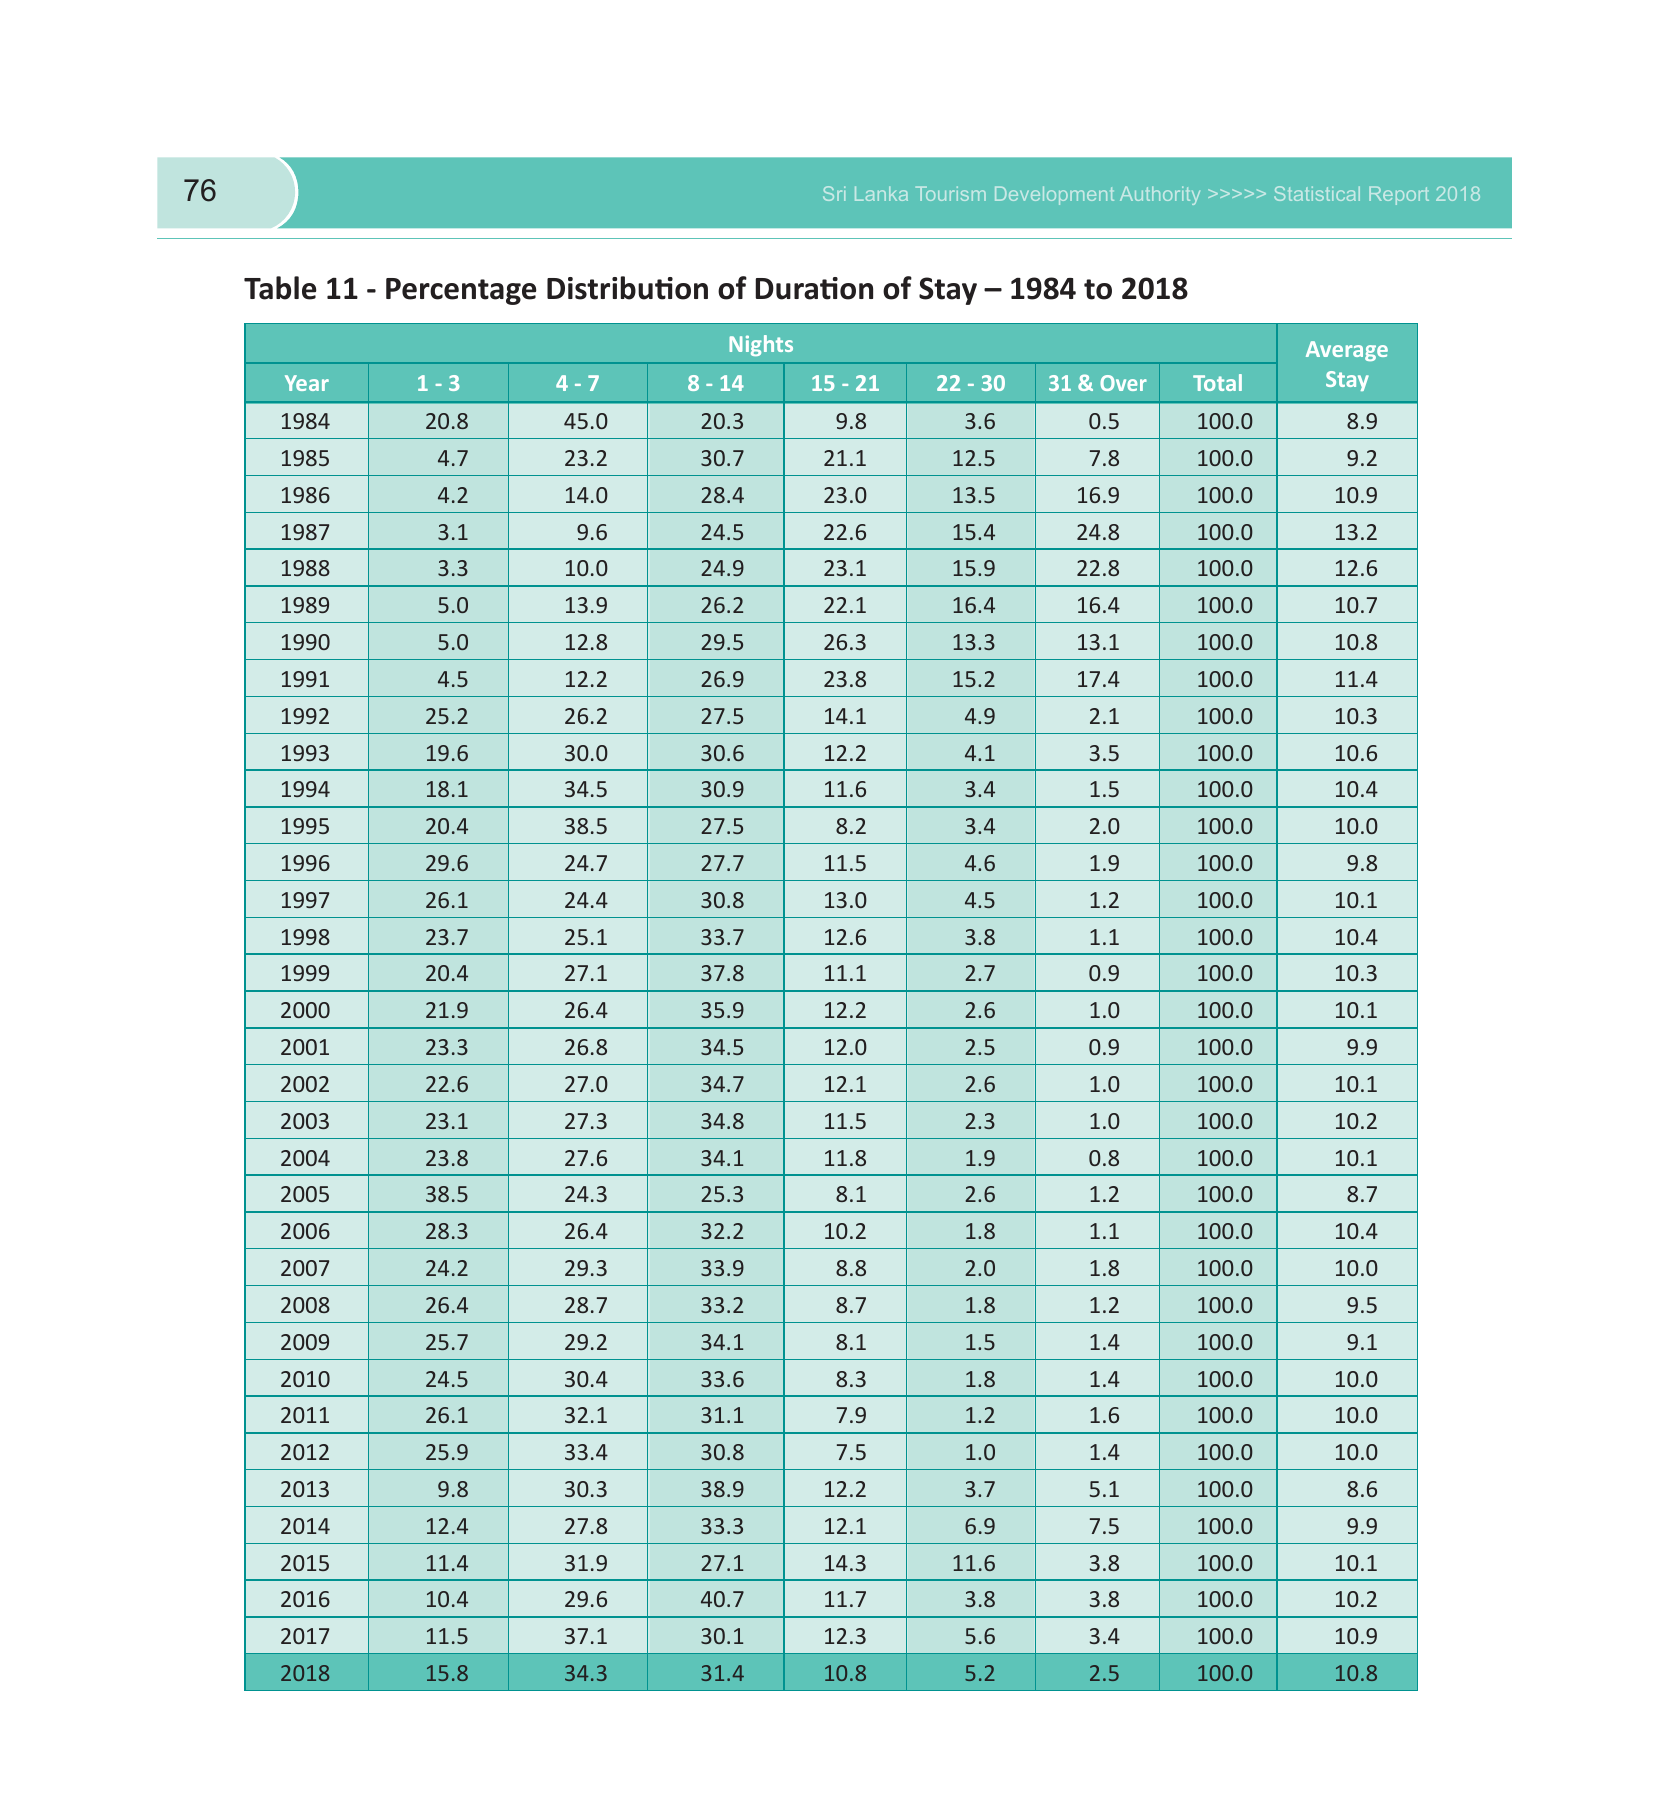 76
Sri Lanka Tourism Development Authority >>>>> Statistical Report 2018
Table 11 - Percentage Distribution of Duration of Stay – 1984 to 2018
Nights Average Stay
Year 1 - 3 4 - 7 8 - 14 15 - 21 22 - 30 31 & Over Total
1984 20.8 45.0 20.3 9.8 3.6 0.5 100.0 8.9
1985 4.7 23.2 30.7 21.1 12.5 7.8 100.0 9.2
1986 4.2 14.0 28.4 23.0 13.5 16.9 100.0 10.9
1987 3.1 9.6 24.5 22.6 15.4 24.8 100.0 13.2
1988 3.3 10.0 24.9 23.1 15.9 22.8 100.0 12.6
1989 5.0 13.9 26.2 22.1 16.4 16.4 100.0 10.7
1990 5.0 12.8 29.5 26.3 13.3 13.1 100.0 10.8
1991 4.5 12.2 26.9 23.8 15.2 17.4 100.0 11.4
1992 25.2 26.2 27.5 14.1 4.9 2.1 100.0 10.3
1993 19.6 30.0 30.6 12.2 4.1 3.5 100.0 10.6
1994 18.1 34.5 30.9 11.6 3.4 1.5 100.0 10.4
1995 20.4 38.5 27.5 8.2 3.4 2.0 100.0 10.0
1996 29.6 24.7 27.7 11.5 4.6 1.9 100.0 9.8
1997 26.1 24.4 30.8 13.0 4.5 1.2 100.0 10.1
1998 23.7 25.1 33.7 12.6 3.8 1.1 100.0 10.4
1999 20.4 27.1 37.8 11.1 2.7 0.9 100.0 10.3
2000 21.9 26.4 35.9 12.2 2.6 1.0 100.0 10.1
2001 23.3 26.8 34.5 12.0 2.5 0.9 100.0 9.9
2002 22.6 27.0 34.7 12.1 2.6 1.0 100.0 10.1
2003 23.1 27.3 34.8 11.5 2.3 1.0 100.0 10.2
2004 23.8 27.6 34.1 11.8 1.9 0.8 100.0 10.1
2005 38.5 24.3 25.3 8.1 2.6 1.2 100.0 8.7
2006 28.3 26.4 32.2 10.2 1.8 1.1 100.0 10.4
2007 24.2 29.3 33.9 8.8 2.0 1.8 100.0 10.0
2008 26.4 28.7 33.2 8.7 1.8 1.2 100.0 9.5
2009 25.7 29.2 34.1 8.1 1.5 1.4 100.0 9.1
2010 24.5 30.4 33.6 8.3 1.8 1.4 100.0 10.0
2011 26.1 32.1 31.1 7.9 1.2 1.6 100.0 10.0
2012 25.9 33.4 30.8 7.5 1.0 1.4 100.0 10.0
2013 9.8 30.3 38.9 12.2 3.7 5.1 100.0 8.6
2014 12.4 27.8 33.3 12.1 6.9 7.5 100.0 9.9
2015 11.4 31.9 27.1 14.3 11.6 3.8 100.0 10.1
2016 10.4 29.6 40.7 11.7 3.8 3.8 100.0 10.2
2017 11.5 37.1 30.1 12.3 5.6 3.4 100.0 10.9
2018 15.8 34.3 31.4 10.8 5.2 2.5 100.0 10.8